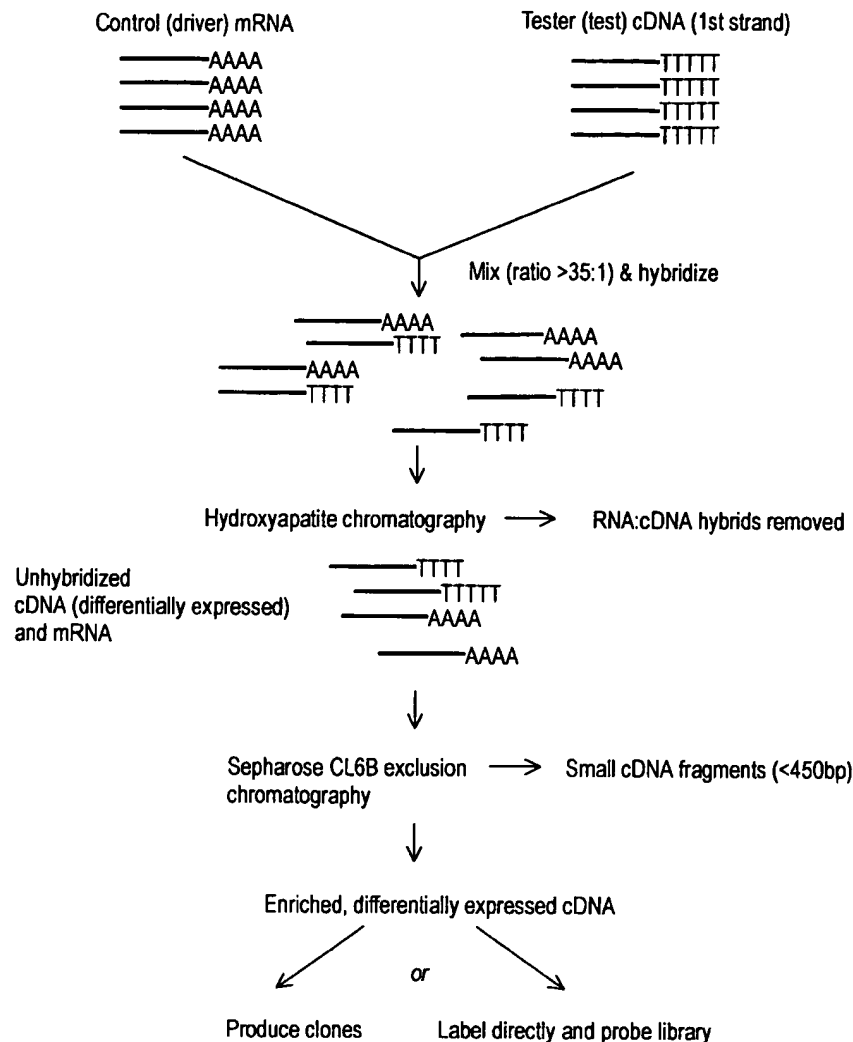 Control (driver) mRNA
Tester (test) cDNA (1st strand)
AAAA
AAAA
AAAA
AAAA
TTTTT
TTTTT
TTTTT
TTTTT
Mix (ratio >35:1) & hybridize
AAAA
TTTT
AAAA
TTTT
AAAA
AAAA
TTTT
TTTT
Hydroxyapatite chromatography
RNA:cDNA hybrids removed
Unhybridized
cDNA (differentially expressed)
and mRNA
TTTT
TTTTT
AAAA
AAAA
Sepharose CL6B exclusion
chromatography
Small cDNA fragments (<450bp)
Enriched, differentially expressed cDNA
or
Produce clones
Label directly and probe library